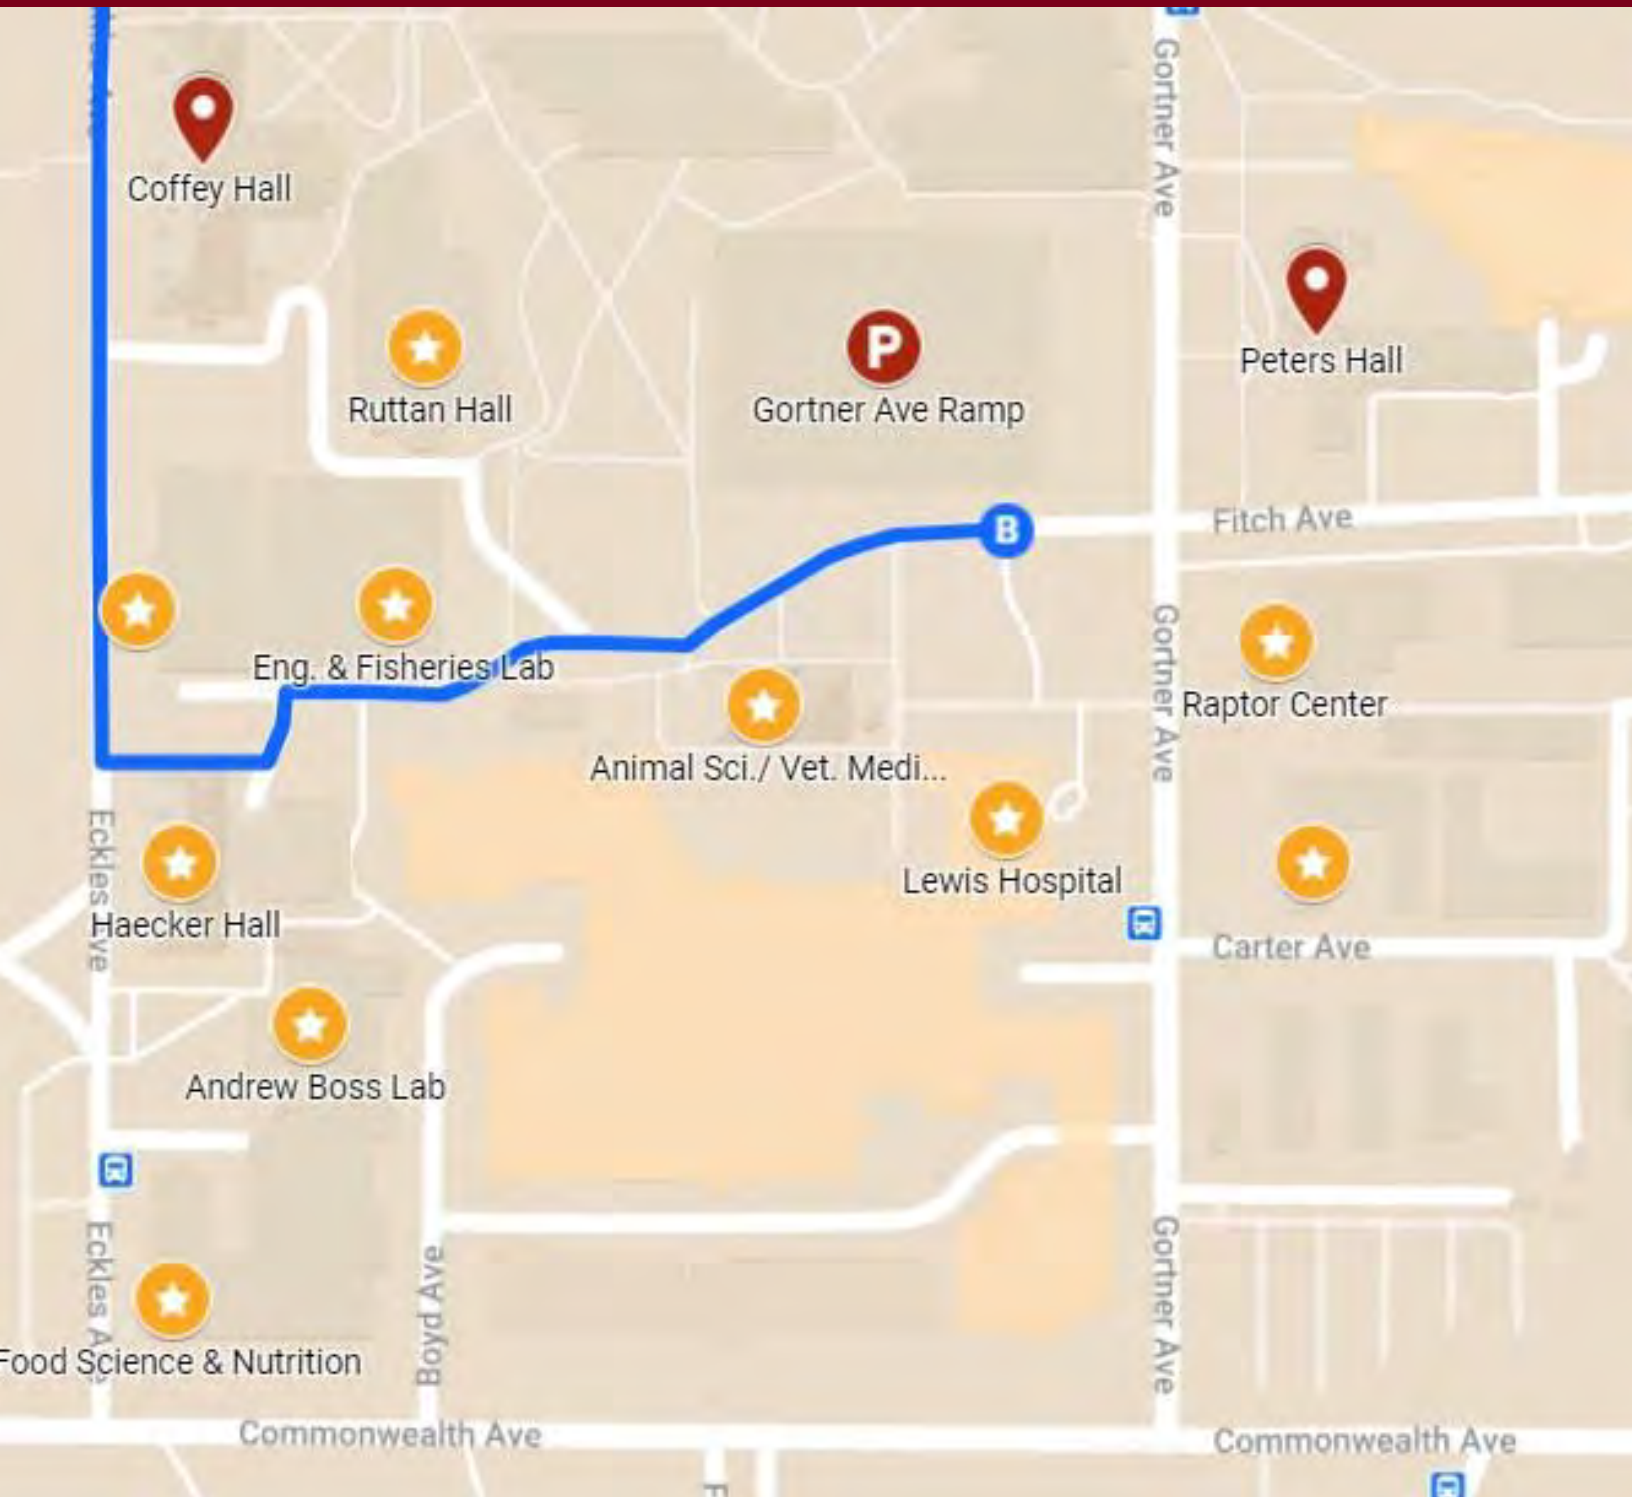 Gortner Ave
Coffey Hall
Peters Hall
P
Ruttan Hall
Gortner Ave Ramp
B
Fitch Ave
Gortner Ave
Eng. & Fisheries Lab
Raptor Center
Animal Sci./ Vet. Medi...
Eckles Ave
Lewis Hospital
Haecker Hall
Carter Ave
Andrew Boss Lab
Eckles Ave
Boyd Ave
Gortner Ave
Food Science & Nutrition
Commonwealth Ave
Commonwealth Ave